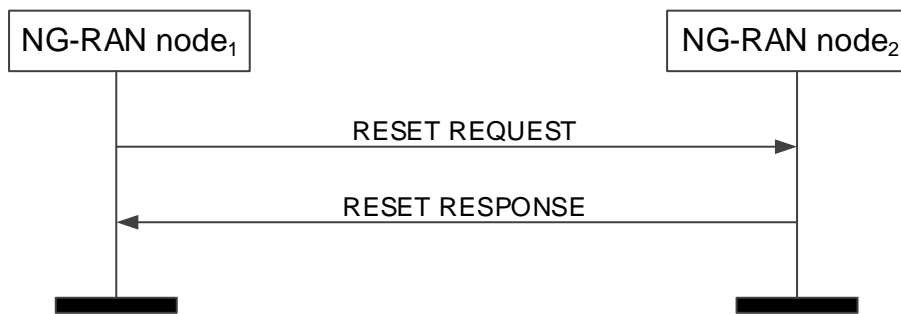 NG-RAN node₁
NG-RAN node₂
RESET REQUEST
RESET RESPONSE